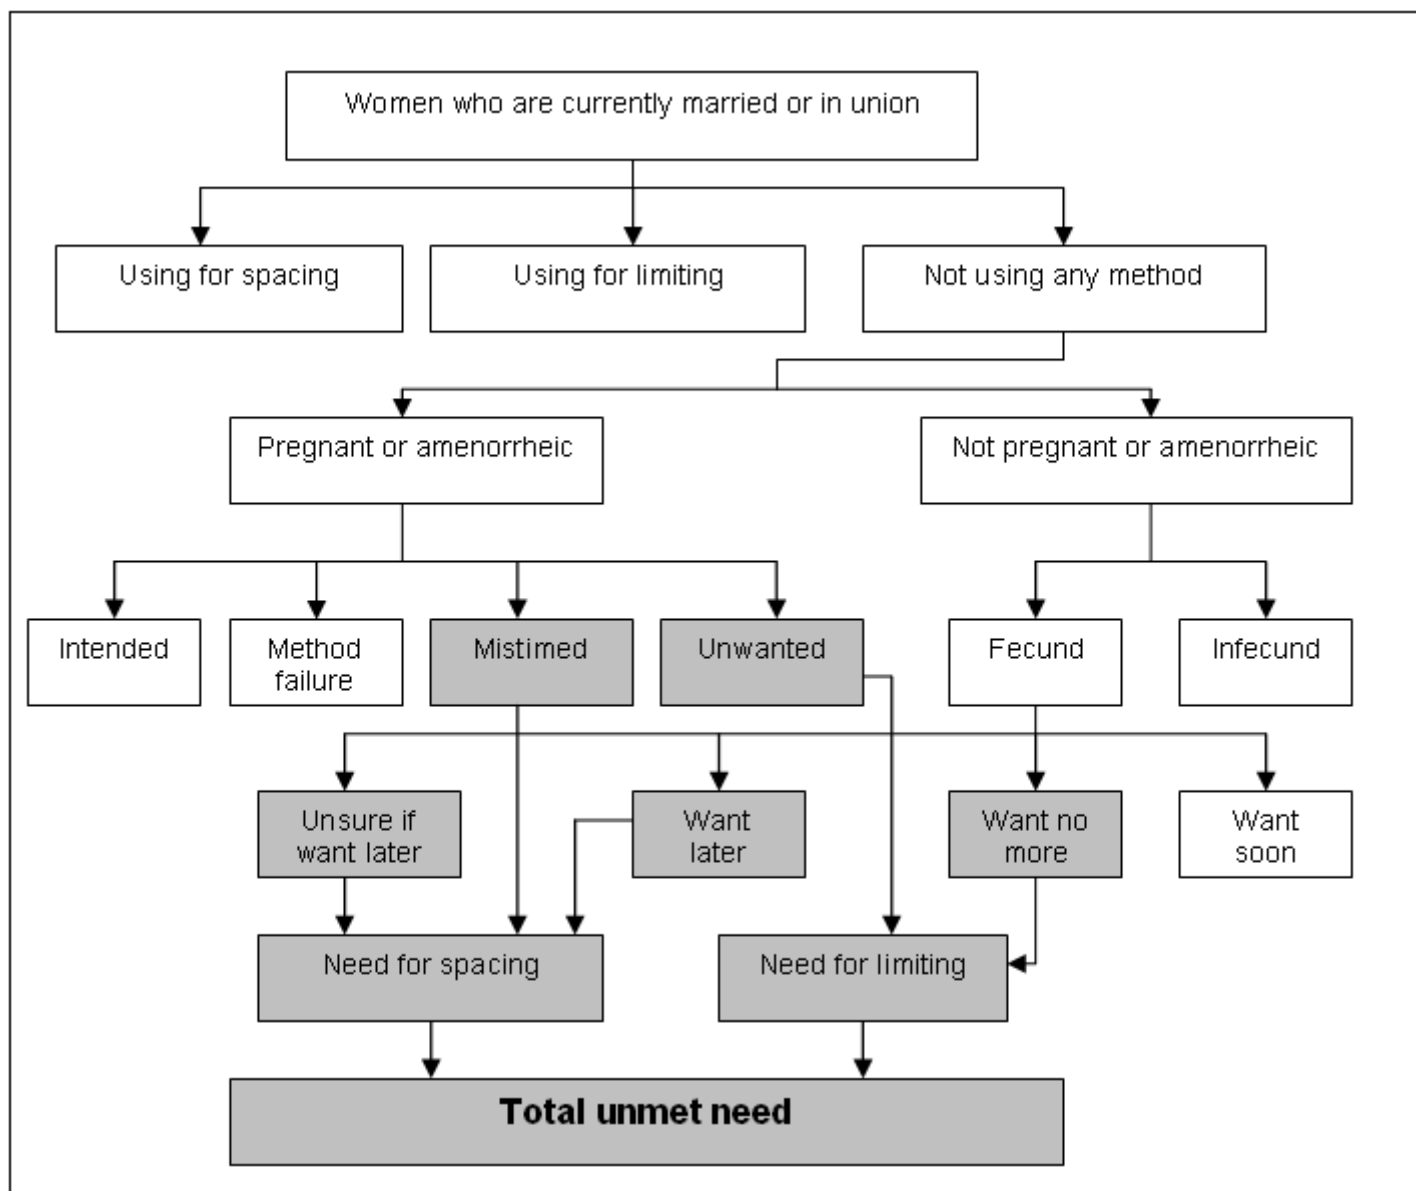 Women who are currently married or in union
Using for spacing
Using for limiting
Not using any method
Pregnant or amenorrheic
Not pregnant or amenorrheic
Intended
Method
failure
Mistimed
Unwanted
Fecund
Infecund
Unsure if
want later
Want
later
Want no
more
Want
soon
Need for spacing
Need for limiting
Total unmet need